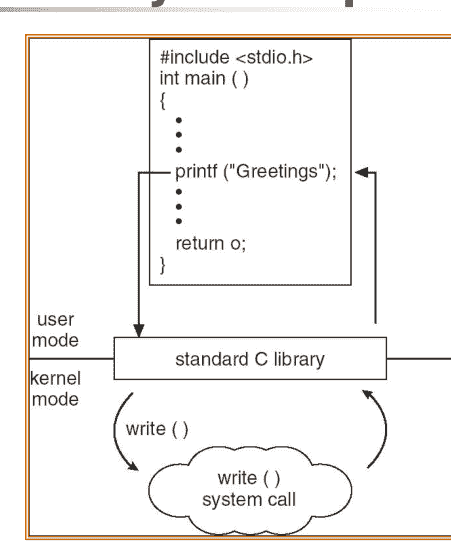 #include <stdio.h>
int main ( )
{
•
•
•
printf ("Greetings");
•
•
•
return o;
}
user
mode
standard C library
kernel
mode
write ( )
write ( )
system call